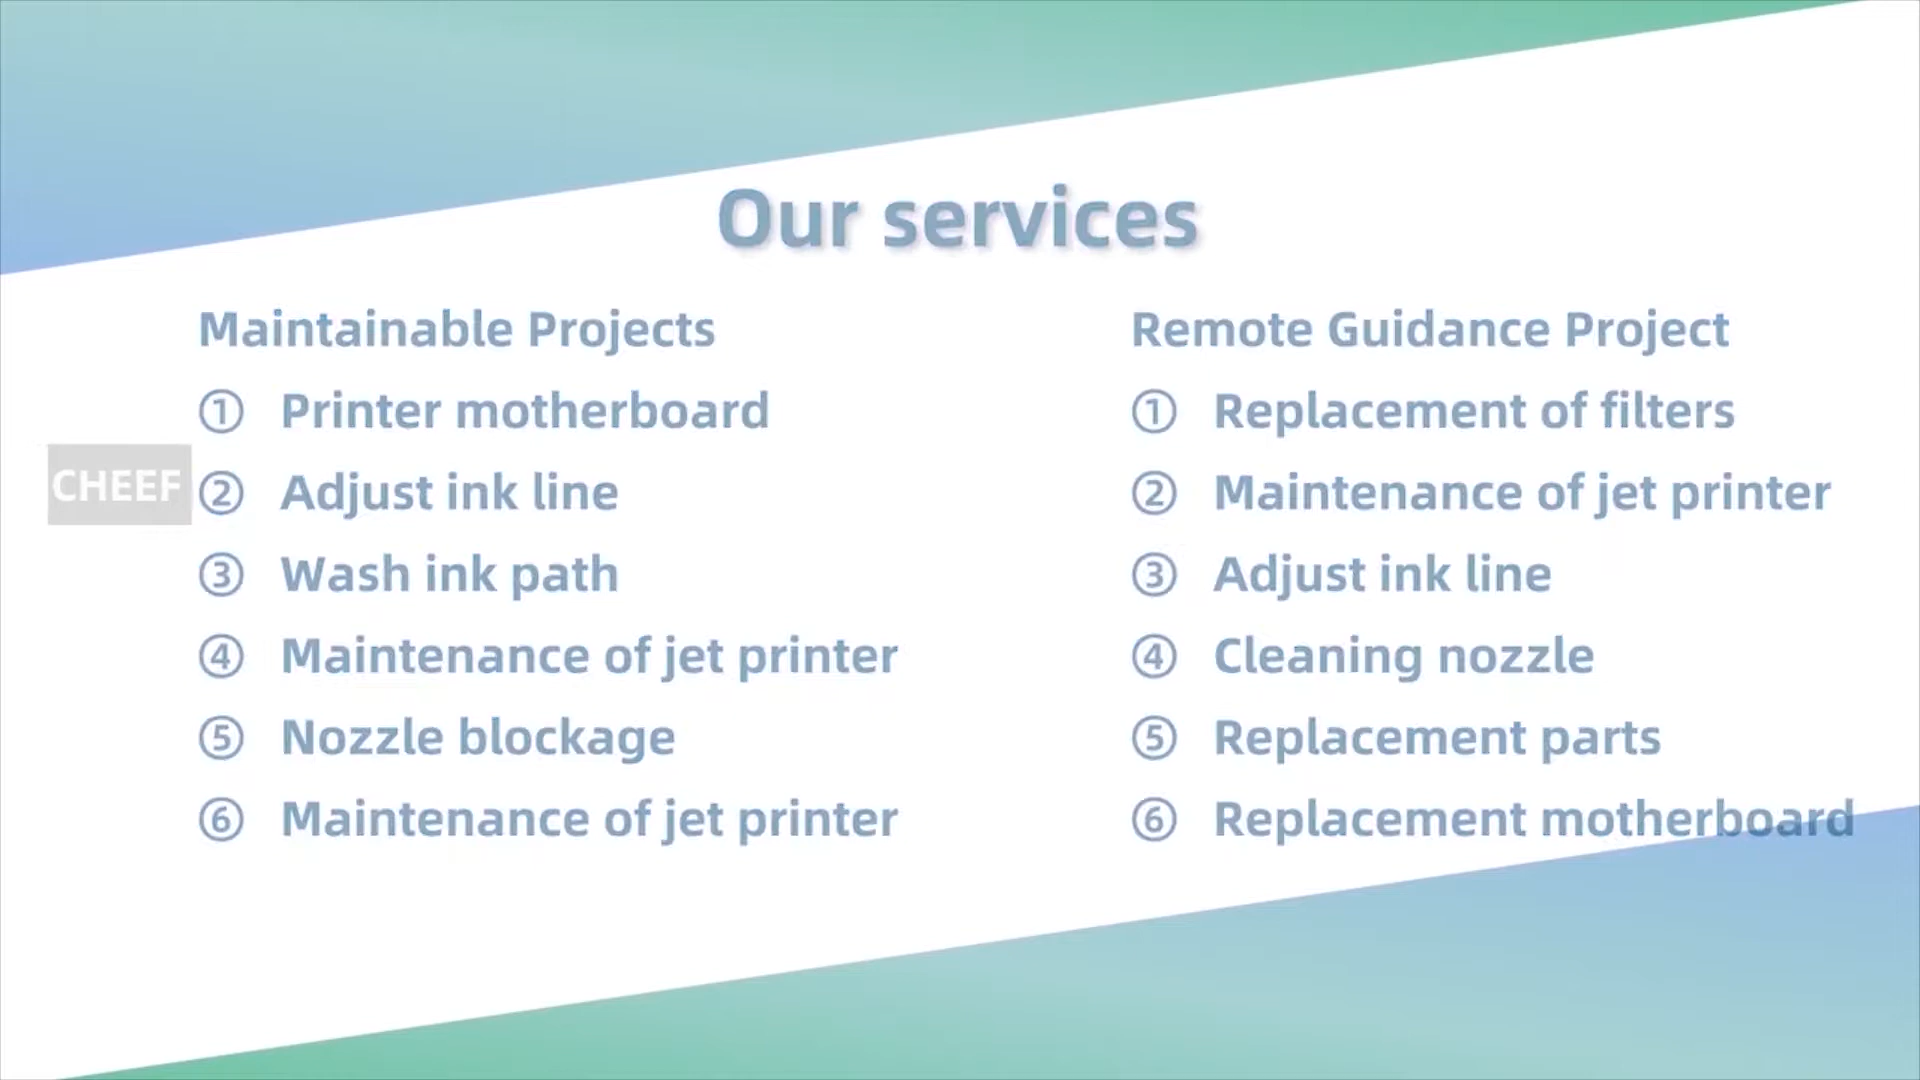 Our services
Maintainable Projects
① Printer motherboard
② Adjust ink line
③ Wash ink path
④ Maintenance of jet printer
⑤ Nozzle blockage
⑥ Maintenance of jet printer
Remote Guidance Project
① Replacement of filters
② Maintenance of jet printer
③ Adjust ink line
④ Cleaning nozzle
⑤ Replacement parts
⑥ Replacement motherboard
CHEEF